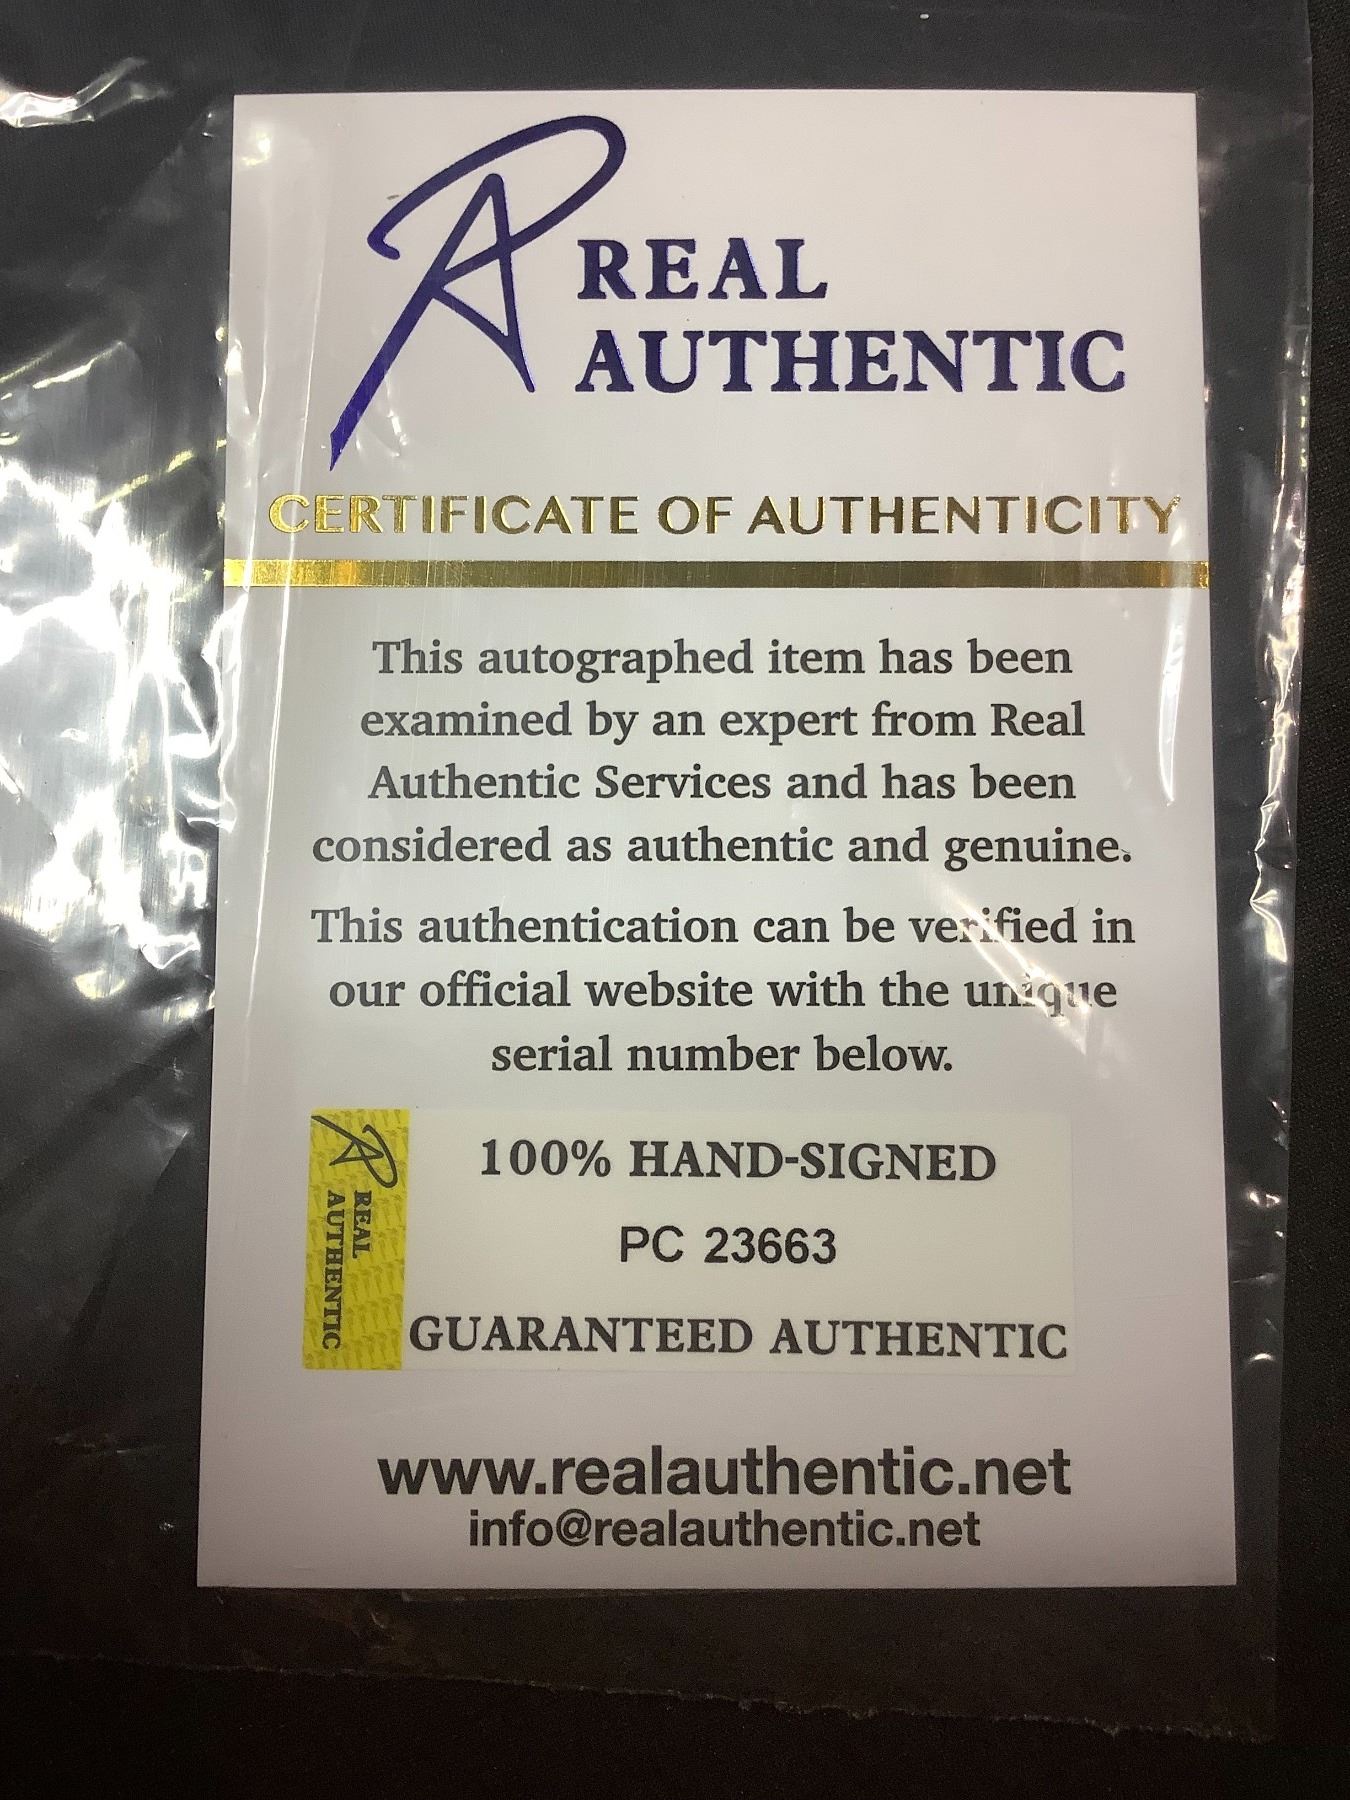 RA REAL
AUTHENTIC
CERTIFICATE OF AUTHENTICITY
This autographed item has been
examined by an expert from Real
Authentic Services and has been
considered as authentic and genuine.
This authentication can be verified in
our official website with the unique
serial number below.
RA REAL
AUTHENTIC
100% HAND-SIGNED
PC 23663
GUARANTEED AUTHENTIC
www.realauthentic.net
info@realauthentic.net